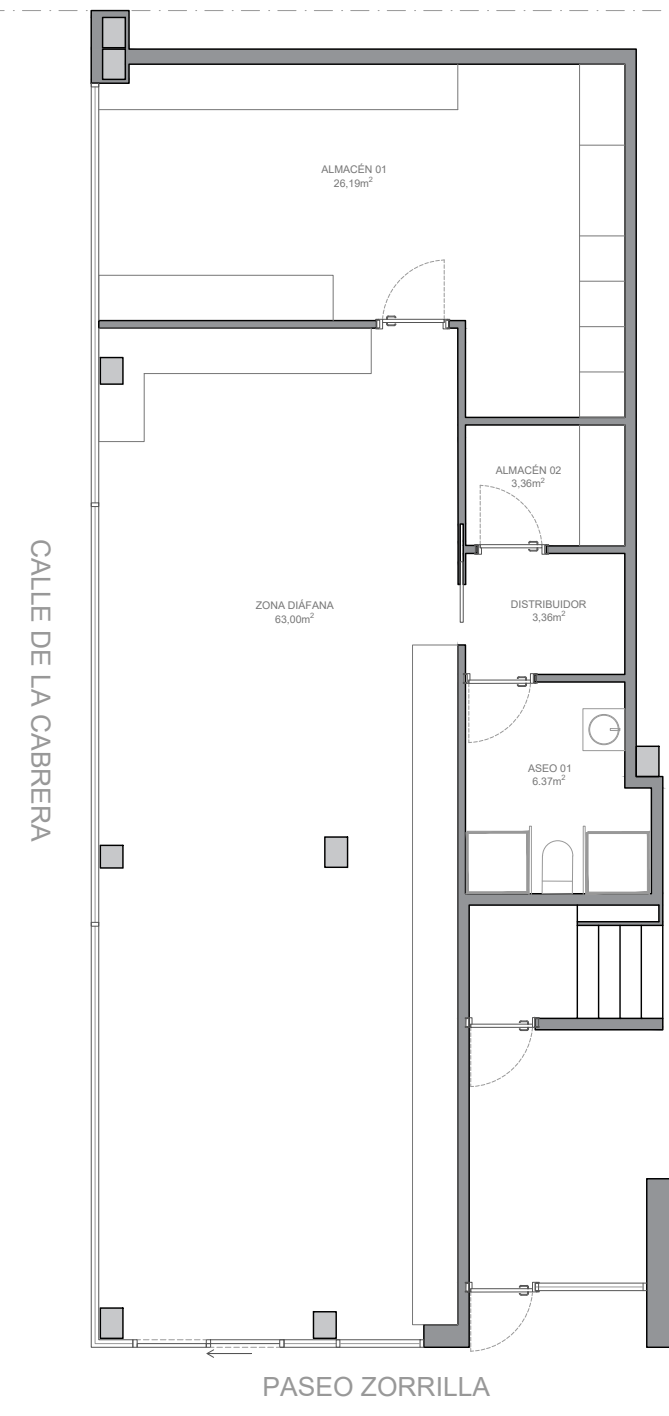 ALMACÉN 01
26,19m²
ALMACÉN 02
3,36m²
ZONA DIÁFANA
63,00m²
DISTRIBUIDOR
3,36m²
CALLE DE LA CABRERA
ASEO 01
6.37m²
PASEO ZORRILLA